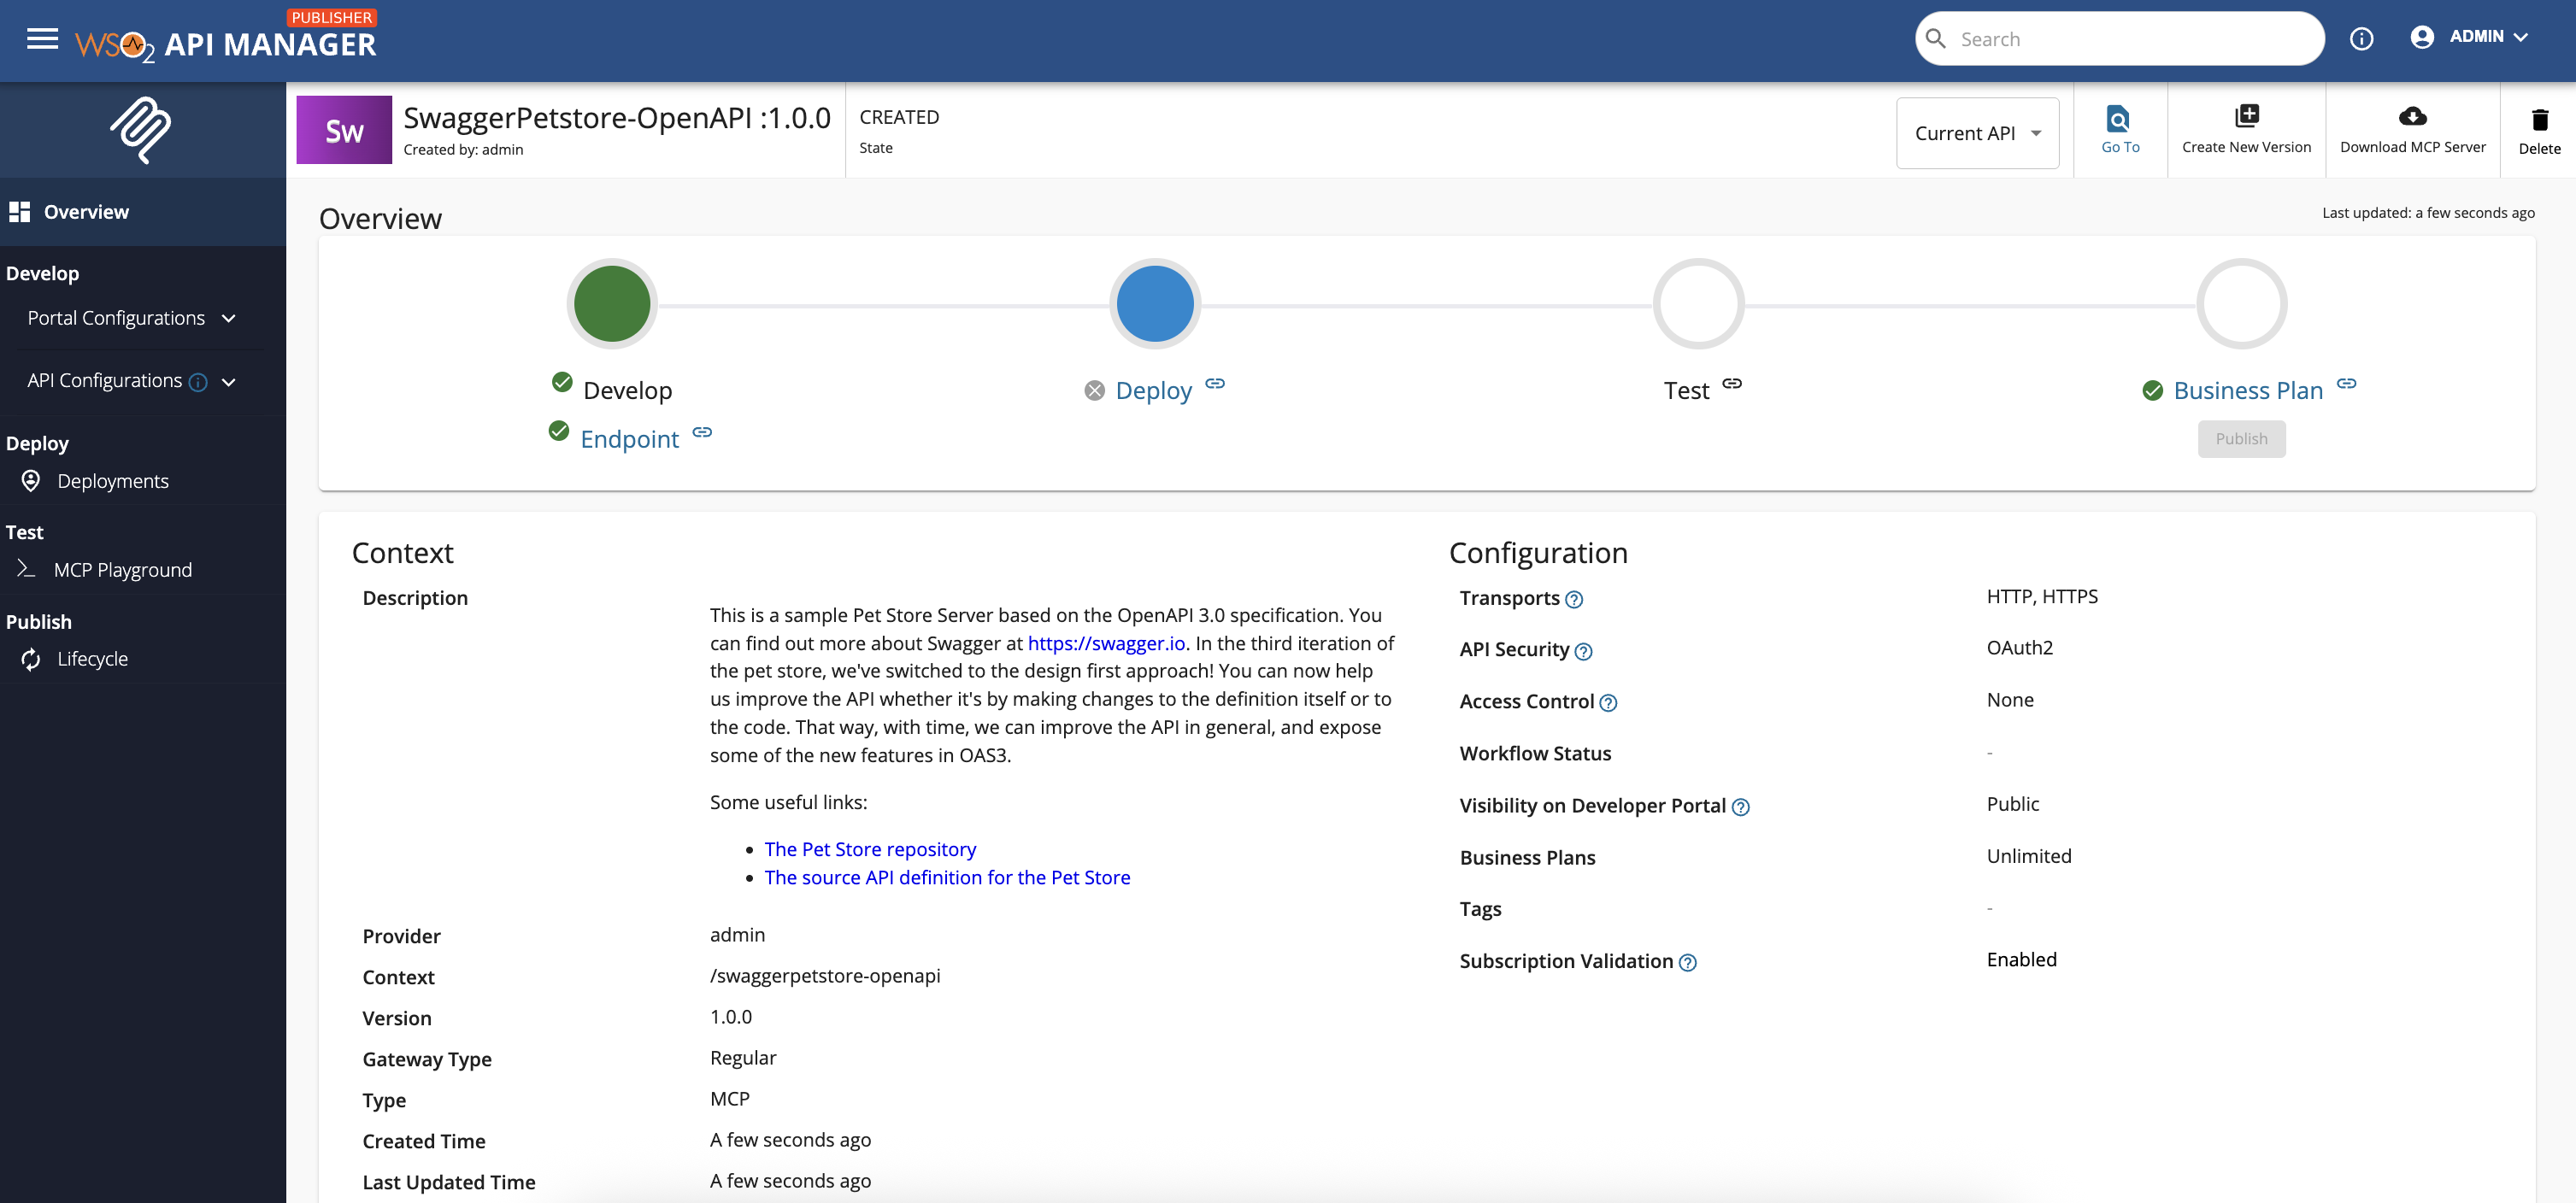 PUBLISHER
WSO2 API MANAGER
Search
ADMIN
Sw
SwaggerPetstore-OpenAPI :1.0.0
Created by: admin
CREATED
State
Current API
Go To
Create New Version
Download MCP Server
Delete
Overview
Develop
Portal Configurations
API Configurations
Deploy
Deployments
Test
MCP Playground
Publish
Lifecycle
Overview
Last updated: a few seconds ago
Develop
Endpoint
Deploy
Test
Business Plan
Publish
Context
Description
This is a sample Pet Store Server based on the OpenAPI 3.0 specification. You
can find out more about Swagger at https://swagger.io. In the third iteration of
the pet store, we've switched to the design first approach! You can now help
us improve the API whether it's by making changes to the definition itself or to
the code. That way, with time, we can improve the API in general, and expose
some of the new features in OAS3.
Some useful links:
• The Pet Store repository
• The source API definition for the Pet Store
Provider admin
Context /swaggerpetstore-openapi
Version 1.0.0
Gateway Type Regular
Type MCP
Created Time A few seconds ago
Last Updated Time A few seconds ago
Configuration
Transports HTTP, HTTPS
API Security OAuth2
Access Control None
Workflow Status -
Visibility on Developer Portal Public
Business Plans Unlimited
Tags -
Subscription Validation Enabled